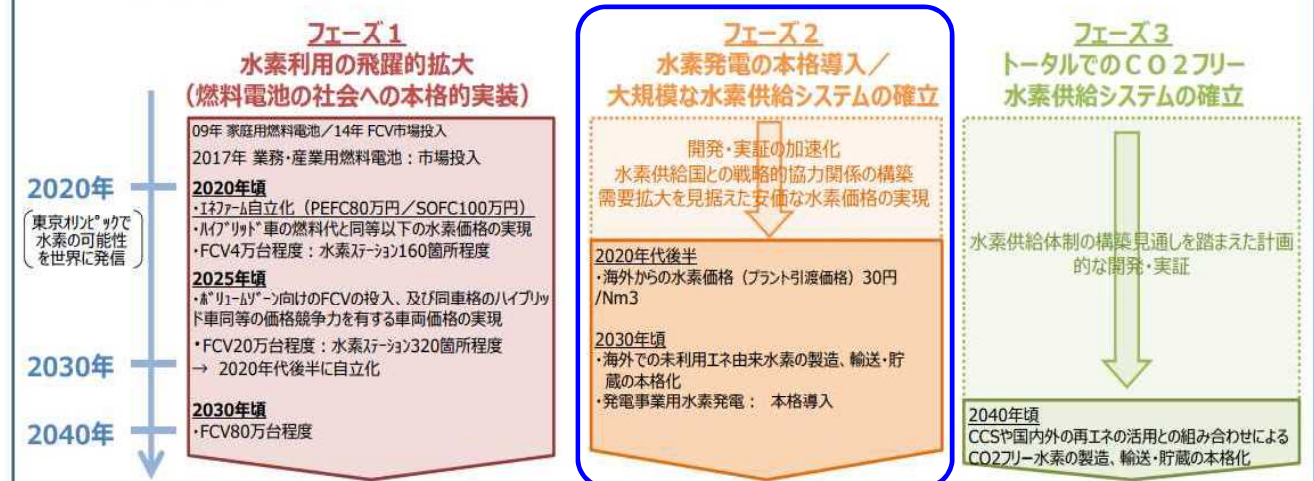 フェーズ1
水素利用の飛躍的拡大
（燃料電池の社会への本格的実装）
09年 家庭用燃料電池／14年 FCV市場投入
2017年 業務・産業用燃料電池：市場投入
2020年頃
・ｴﾈﾌｧｰﾑ自立化（PEFC80万円／SOFC100万円）
・ﾊｲﾌﾞﾘｯﾄﾞ車の燃料代と同等以下の水素価格の実現
・FCV4万台程度：水素ｽﾃｰｼｮﾝ160箇所程度
2025年頃
・ﾎﾞﾘｭｰﾑｿﾞｰﾝ向けのFCVの投入、及び同車格のﾊｲﾌﾞﾘｯ
ﾄﾞ車同等の価格競争力を有する車両価格の実現
・FCV20万台程度：水素ｽﾃｰｼｮﾝ320箇所程度
→ 2020年代後半に自立化
2030年頃
・FCV80万台程度
2020年
東京ｵﾘﾝﾋﾟｯｸで
水素の可能性
を世界に発信
2030年
2040年
フェーズ2
水素発電の本格導入／
大規模な水素供給システムの確立
開発・実証の加速化
水素供給国との戦略的協力関係の構築
需要拡大を見据えた安価な水素価格の実現
2020年代後半
・海外からの水素価格（プラント引渡価格）30円
/Nm3
2030年頃
・海外での未利用エネ由来水素の製造、輸送・貯
蔵の本格化
・発電事業用水素発電： 本格導入
フェーズ3
トータルでのＣＯ２フリー
水素供給システムの確立
水素供給体制の構築見通しを踏まえた計画
的な開発・実証
2040年頃
CCSや国内外の再エネの活用との組み合わせによる
CO2フリー水素の製造、輸送・貯蔵の本格化